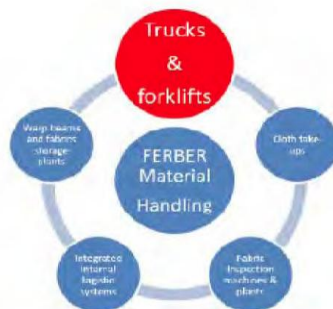 Trucks
&
forklifts
Warp beams
and fabrics
storage
plants
FERBER
Material
Handling
Cloth take-
ups
Integrated
internal
logistic
systems
Fabric
Inspection
machines &
plants